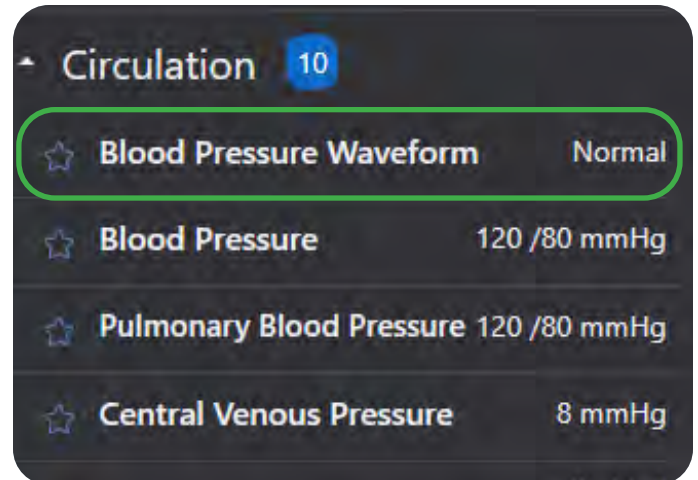 Circulation 10
Blood Pressure Waveform Normal
Blood Pressure 120 /80 mmHg
Pulmonary Blood Pressure 120 /80 mmHg
Central Venous Pressure 8 mmHg